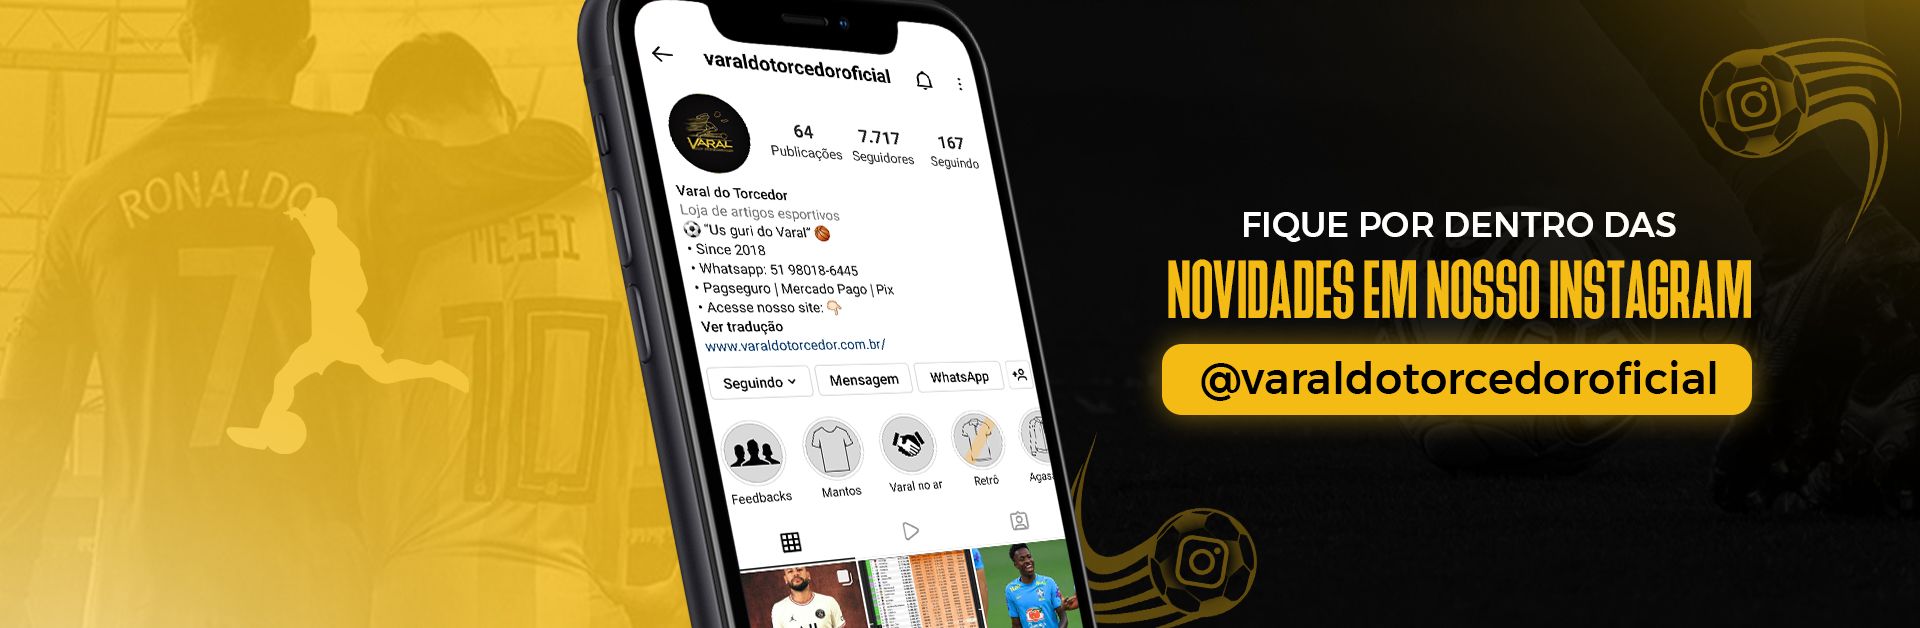 RONALDO
7
MESSI
10
varaldotorcedoroficial
VARAL
64
Publicações
7.717
Seguidores
167
Seguindo
Varal do Torcedor
Loja de artigos esportivos
⚽ “Us guri do Varal” 🏀
• Since 2018
• Whatsapp: 51 98018-6445
• Pagseguro | Mercado Pago | Pix
• Acesse nosso site: 👇🏻
Ver tradução
www.varaldotorcedor.com.br/
Seguindo
Mensagem
WhatsApp
Feedbacks
Mantos
Varal no ar
Retrô
Agas
FIQUE POR DENTRO DAS
NOVIDADES EM NOSSO INSTAGRAM
@varaldotorcedoroficial